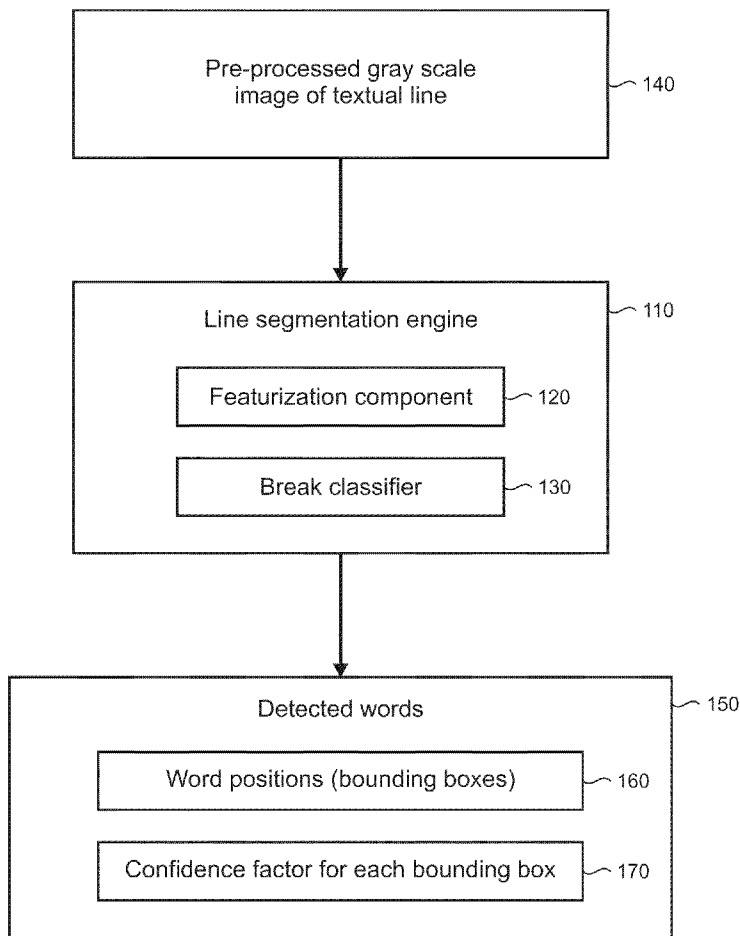 Pre-processed gray scale
image of textual line
140
Line segmentation engine
110
Featurization component
120
Break classifier
130
Detected words
150
Word positions (bounding boxes)
160
Confidence factor for each bounding box
170